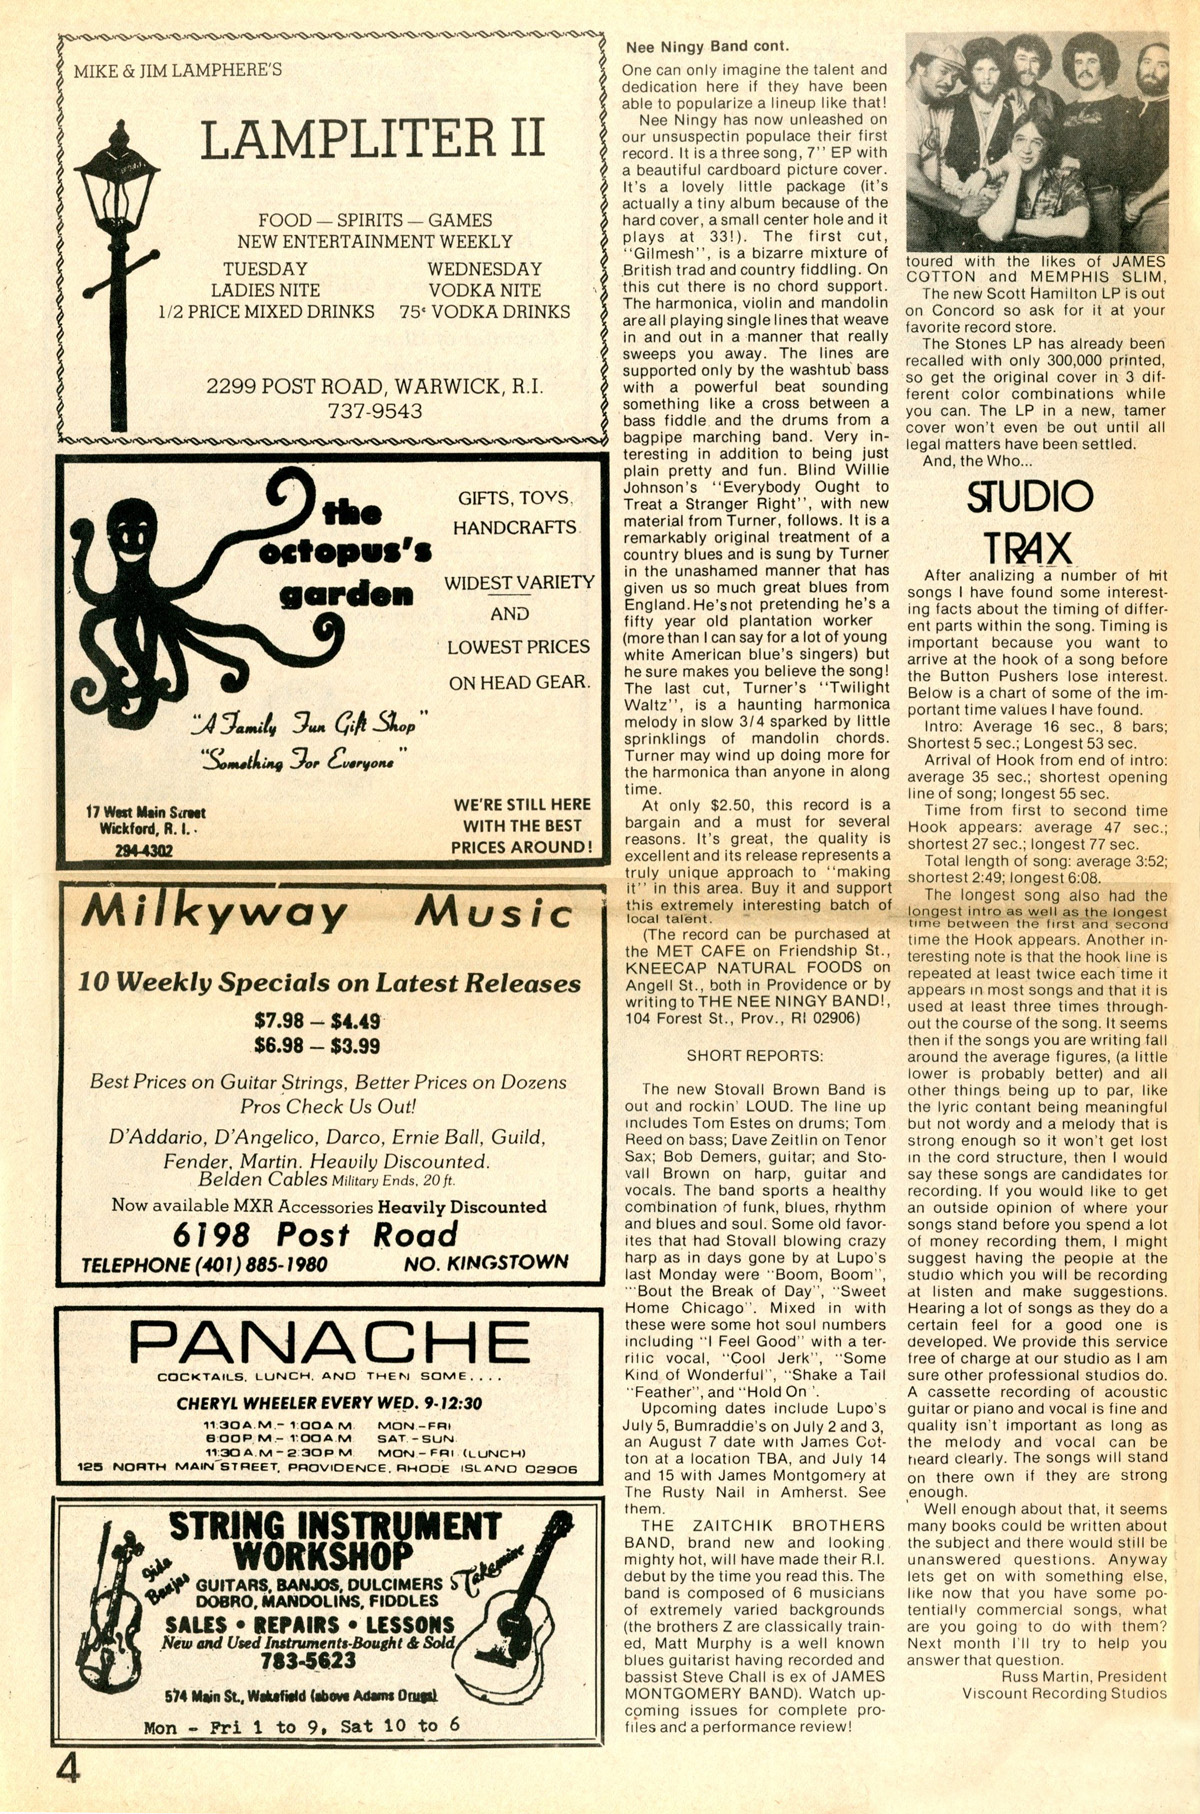 MIKE & JIM LAMPHERE'S
LAMPLITER II
FOOD — SPIRITS — GAMES
NEW ENTERTAINMENT WEEKLY
TUESDAY
LADIES NITE
1/2 PRICE MIXED DRINKS
WEDNESDAY
VODKA NITE
75¢ VODKA DRINKS
2299 POST ROAD, WARWICK, R.I.
737-9543
the
octopus's
garden
GIFTS, TOYS,
HANDCRAFTS
WIDEST VARIETY
AND
LOWEST PRICES
ON HEAD GEAR.
"A Family Fun Gift Shop"
"Something For Everyone"
17 West Main Street
Wickford, R. I.
294-4302
WE'RE STILL HERE
WITH THE BEST
PRICES AROUND!
Milkyway Music
10 Weekly Specials on Latest Releases
$7.98 — $4.49
$6.98 — $3.99
Best Prices on Guitar Strings, Better Prices on Dozens
Pros Check Us Out!
D'Addario, D'Angelico, Darco, Ernie Ball, Guild,
Fender, Martin. Heavily Discounted.
Belden Cables Military Ends, 20 ft.
Now available MXR Accessories Heavily Discounted
6198 Post Road
TELEPHONE (401) 885-1980 NO. KINGSTOWN
PANACHE
COCKTAILS, LUNCH, AND THEN SOME....
CHERYL WHEELER EVERY WED. 9-12:30
11:30 A.M. - 1:00 A.M. MON - FRI
6:00 P.M. - 1:00 A.M. SAT. - SUN.
11:30 A.M - 2:30 P.M. MON - FRI (LUNCH)
125 NORTH MAIN STREET, PROVIDENCE, RHODE ISLAND 02906
STRING INSTRUMENT
WORKSHOP
Iida
Banjos
Takamine
GUITARS, BANJOS, DULCIMERS
DOBRO, MANDOLINS, FIDDLES
SALES • REPAIRS • LESSONS
New and Used Instruments-Bought & Sold
783-5623
574 Main St., Wakefield (above Adams Drugs)
Mon - Fri 1 to 9, Sat 10 to 6
4
Nee Ningy Band cont.
One can only imagine the talent and
dedication here if they have been
able to popularize a lineup like that!
Nee Ningy has now unleashed on
our unsuspectin populace their first
record. It is a three song, 7'' EP with
a beautiful cardboard picture cover.
It's a lovely little package (it's
actually a tiny album because of the
hard cover, a small center hole and it
plays at 33!). The first cut,
''Gilmesh'', is a bizarre mixture of
British trad and country fiddling. On
this cut there is no chord support.
The harmonica, violin and mandolin
are all playing single lines that weave
in and out in a manner that really
sweeps you away. The lines are
supported only by the washtub bass
with a powerful beat sounding
something like a cross between a
bass fiddle and the drums from a
bagpipe marching band. Very in-
teresting in addition to being just
plain pretty and fun. Blind Willie
Johnson's ''Everybody Ought to
Treat a Stranger Right'', with new
material from Turner, follows. It is a
remarkably original treatment of a
country blues and is sung by Turner
in the unashamed manner that has
given us so much great blues from
England. He's not pretending he's a
fifty year old plantation worker
(more than I can say for a lot of young
white American blue's singers) but
he sure makes you believe the song!
The last cut, Turner's ''Twilight
Waltz'', is a haunting harmonica
melody in slow 3/4 sparked by little
sprinklings of mandolin chords.
Turner may wind up doing more for
the harmonica than anyone in along
time.
At only $2.50, this record is a
bargain and a must for several
reasons. It's great, the quality is
excellent and its release represents a
truly unique approach to ''making
it'' in this area. Buy it and support
this extremely interesting batch of
local talent.
(The record can be purchased at
the MET CAFE on Friendship St.,
KNEECAP NATURAL FOODS on
Angell St., both in Providence or by
writing to THE NEE NINGY BAND!,
104 Forest St., Prov., RI 02906)
SHORT REPORTS:
The new Stovall Brown Band is
out and rockin' LOUD. The line up
includes Tom Estes on drums; Tom
Reed on bass; Dave Zeitlin on Tenor
Sax; Bob Demers, guitar; and Sto-
vall Brown on harp, guitar and
vocals. The band sports a healthy
combination of funk, blues, rhythm
and blues and soul. Some old favor-
ites that had Stovall blowing crazy
harp as in days gone by at Lupo's
last Monday were ''Boom, Boom'',
'''Bout the Break of Day'', ''Sweet
Home Chicago''. Mixed in with
these were some hot soul numbers
including ''I Feel Good'' with a ter-
rific vocal, ''Cool Jerk'', ''Some
Kind of Wonderful'', ''Shake a Tail
''Feather'', and ''Hold On'.
Upcoming dates include Lupo's
July 5, Bumraddie's on July 2 and 3,
an August 7 date with James Cot-
ton at a location TBA, and July 14
and 15 with James Montgomery at
The Rusty Nail in Amherst. See
them.
THE ZAITCHIK BROTHERS
BAND, brand new and looking
mighty hot, will have made their R.I.
debut by the time you read this. The
band is composed of 6 musicians
of extremely varied backgrounds
(the brothers Z are classically train-
ed, Matt Murphy is a well known
blues guitarist having recorded and
bassist Steve Chall is ex of JAMES
MONTGOMERY BAND). Watch up-
coming issues for complete pro-
files and a performance review!
toured with the likes of JAMES
COTTON and MEMPHIS SLIM,
The new Scott Hamilton LP is out
on Concord so ask for it at your
favorite record store.
The Stones LP has already been
recalled with only 300,000 printed,
so get the original cover in 3 dif-
ferent color combinations while
you can. The LP in a new, tamer
cover won't even be out until all
legal matters have been settled.
And, the Who...
STUDIO
TRAX
After analizing a number of hit
songs I have found some interest-
ing facts about the timing of differ-
ent parts within the song. Timing is
important because you want to
arrive at the hook of a song before
the Button Pushers lose interest.
Below is a chart of some of the im-
portant time values I have found.
Intro: Average 16 sec., 8 bars;
Shortest 5 sec.; Longest 53 sec.
Arrival of Hook from end of intro:
average 35 sec.; shortest opening
line of song; longest 55 sec.
Time from first to second time
Hook appears: average 47 sec.;
shortest 27 sec.; longest 77 sec.
Total length of song: average 3:52;
shortest 2:49; longest 6:08.
The longest song also had the
longest intro as well as the longest
time between the first and second
time the Hook appears. Another in-
teresting note is that the hook line is
repeated at least twice each time it
appears in most songs and that it is
used at least three times through-
out the course of the song. It seems
then if the songs you are writing fall
around the average figures, (a little
lower is probably better) and all
other things being up to par, like
the lyric contant being meaningful
but not wordy and a melody that is
strong enough so it won't get lost
in the cord structure, then I would
say these songs are candidates for
recording. If you would like to get
an outside opinion of where your
songs stand before you spend a lot
of money recording them, I might
suggest having the people at the
studio which you will be recording
at listen and make suggestions.
Hearing a lot of songs as they do a
certain feel for a good one is
developed. We provide this service
free of charge at our studio as I am
sure other professional studios do.
A cassette recording of acoustic
guitar or piano and vocal is fine and
quality isn't important as long as
the melody and vocal can be
heard clearly. The songs will stand
on there own if they are strong
enough.
Well enough about that, it seems
many books could be written about
the subject and there would still be
unanswered questions. Anyway
lets get on with something else,
like now that you have some po-
tentially commercial songs, what
are you going to do with them?
Next month I'll try to help you
answer that question.
Russ Martin, President
Viscount Recording Studios